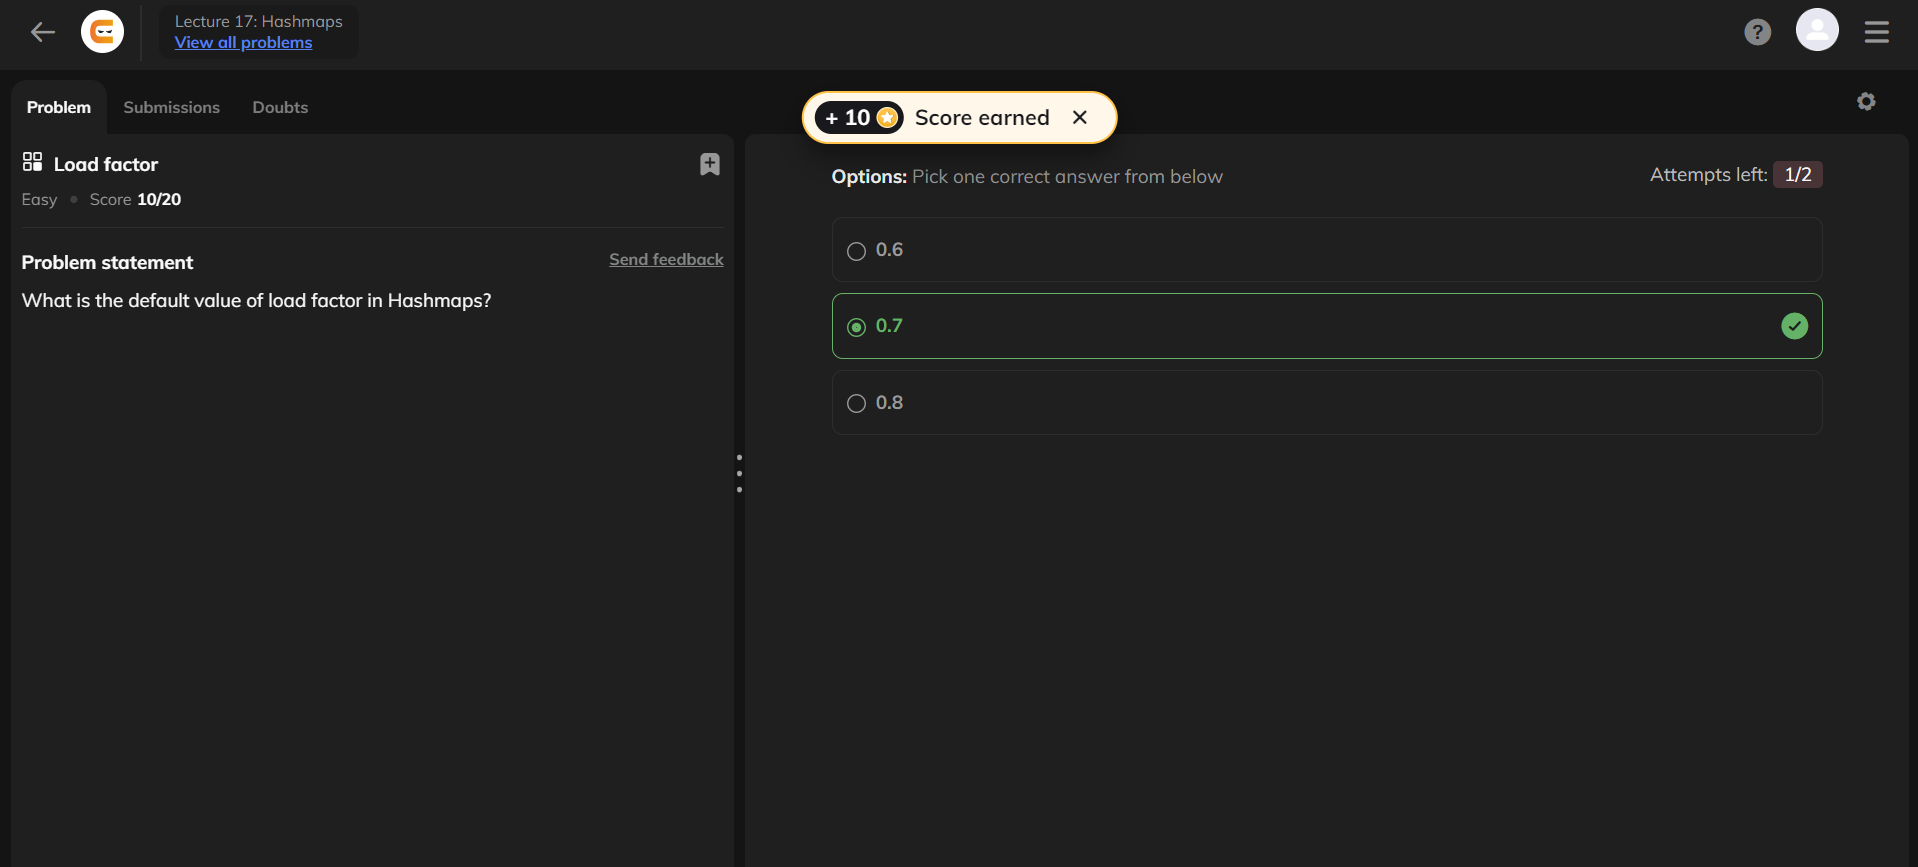 Lecture 17: Hashmaps
View all problems
?
Problem
Submissions
Doubts
+ 10 Score earned
Load factor
Easy • Score 10/20
Problem statement
Send feedback
What is the default value of load factor in Hashmaps?
Options: Pick one correct answer from below
Attempts left: 1/2
0.6
0.7
0.8